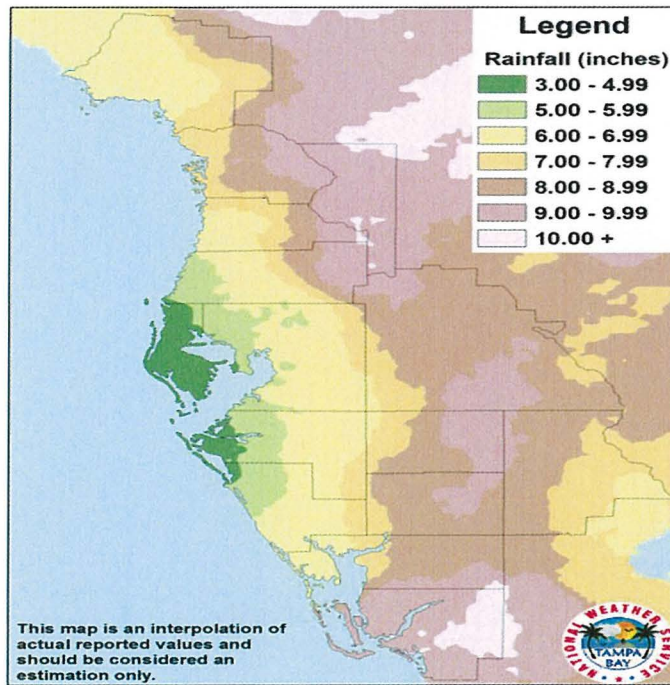 Legend
Rainfall (inches)
3.00 - 4.99
5.00 - 5.99
6.00 - 6.99
7.00 - 7.99
8.00 - 8.99
9.00 - 9.99
10.00 +
This map is an interpolation of
actual reported values and
should be considered an
estimation only.
NATIONAL WEATHER SERVICE
TAMPA
BAY